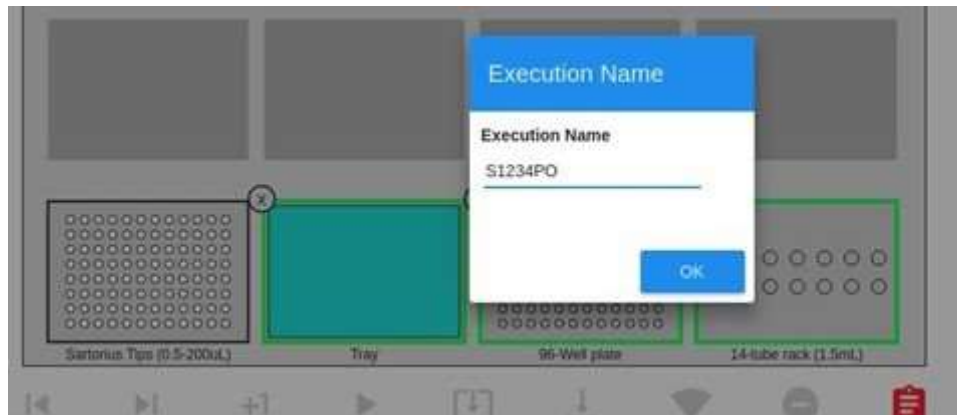 Execution Name
Execution Name
S1234PO
OK
X
Sartorius Tips (0.5-200uL)
Tray
96-Well plate
14-tube rack (1.5mL)
+1